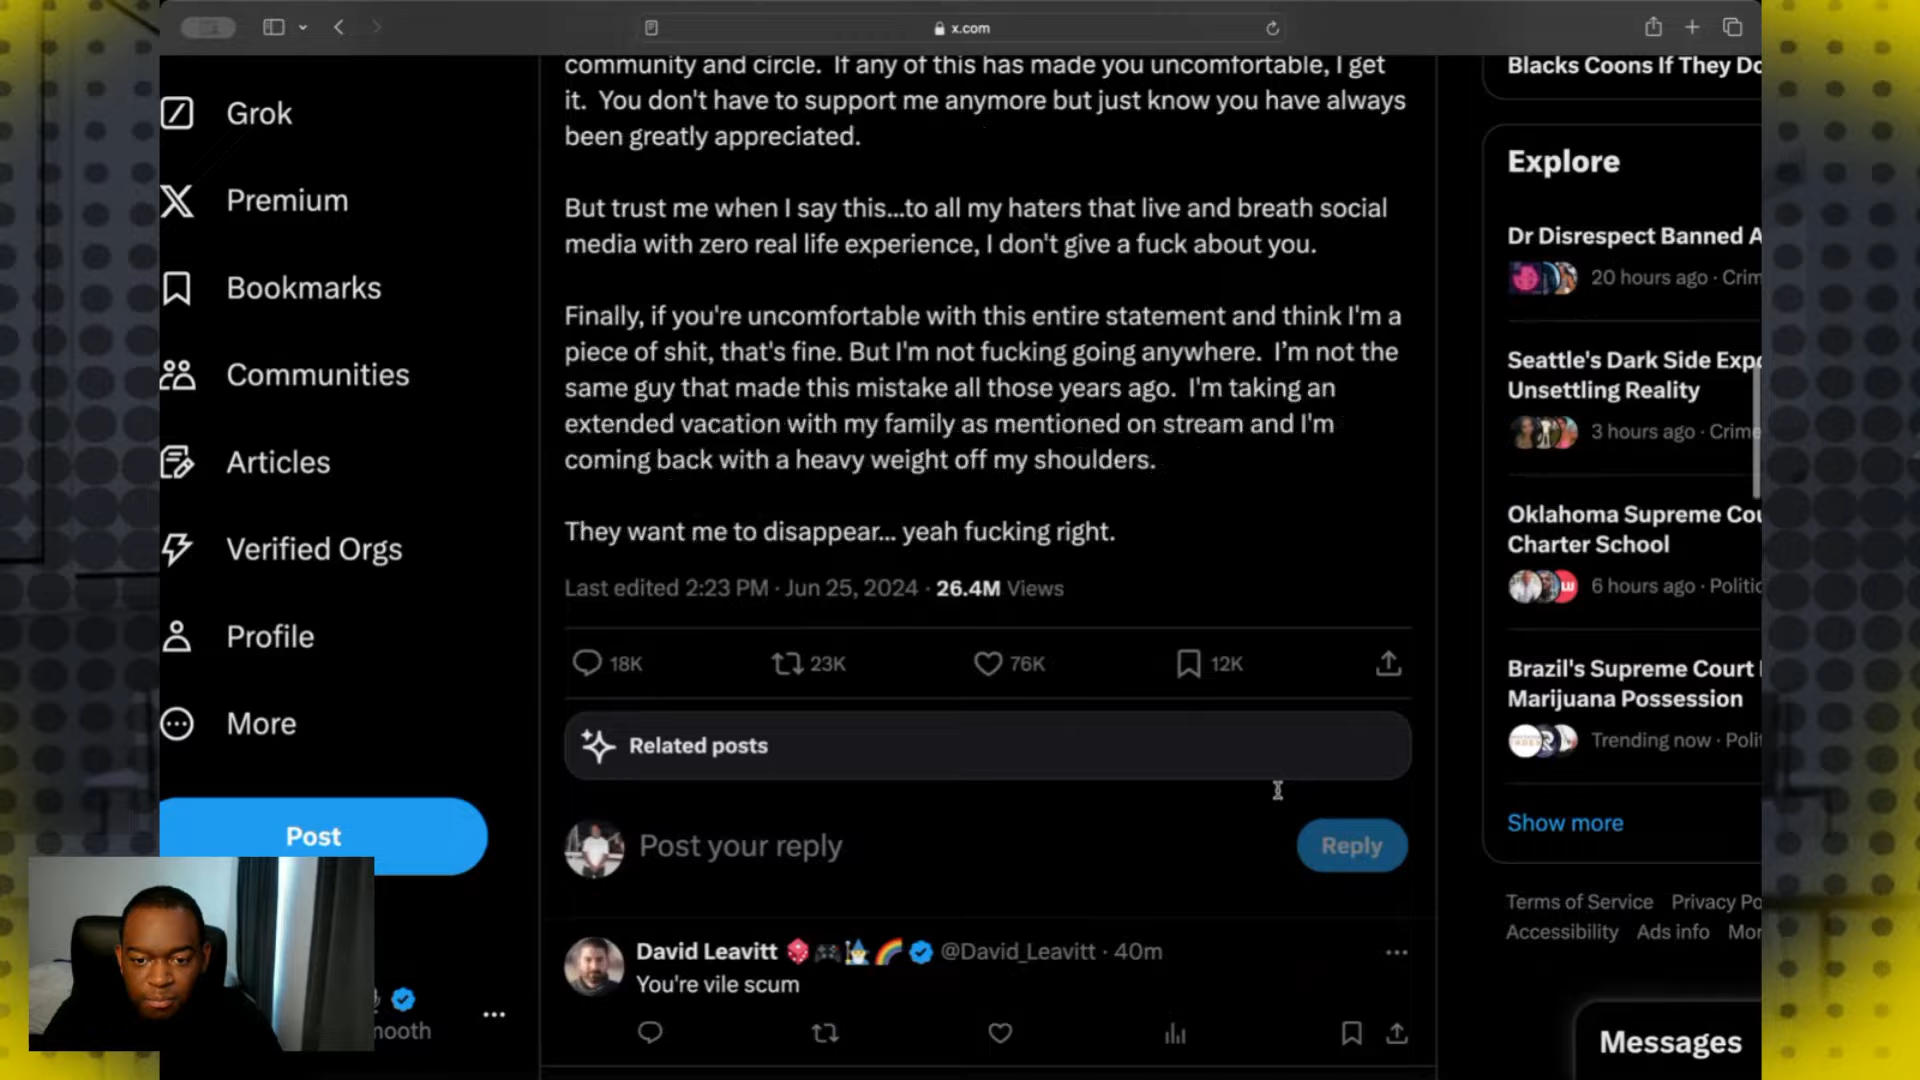 x.com
Grok
Premium
Bookmarks
Communities
Articles
Verified Orgs
Profile
More
Post
nooth
community and circle. If any of this has made you uncomfortable, I get
it. You don't have to support me anymore but just know you have always
been greatly appreciated.
But trust me when I say this...to all my haters that live and breath social
media with zero real life experience, I don't give a fuck about you.
Finally, if you're uncomfortable with this entire statement and think I'm a
piece of shit, that's fine. But I'm not fucking going anywhere. I’m not the
same guy that made this mistake all those years ago. I'm taking an
extended vacation with my family as mentioned on stream and I'm
coming back with a heavy weight off my shoulders.
They want me to disappear... yeah fucking right.
Last edited 2:23 PM · Jun 25, 2024 · 26.4M Views
18K 23K 76K 12K
Related posts
Post your reply
Reply
David Leavitt @David_Leavitt · 40m
You're vile scum
Blacks Coons If They Do
Explore
Dr Disrespect Banned A
20 hours ago · Crim
Seattle's Dark Side Expo
Unsettling Reality
3 hours ago · Crime
Oklahoma Supreme Cou
Charter School
6 hours ago · Politic
Brazil's Supreme Court
Marijuana Possession
Trending now · Polit
Show more
Terms of Service Privacy Po
Accessibility Ads info Mor
Messages